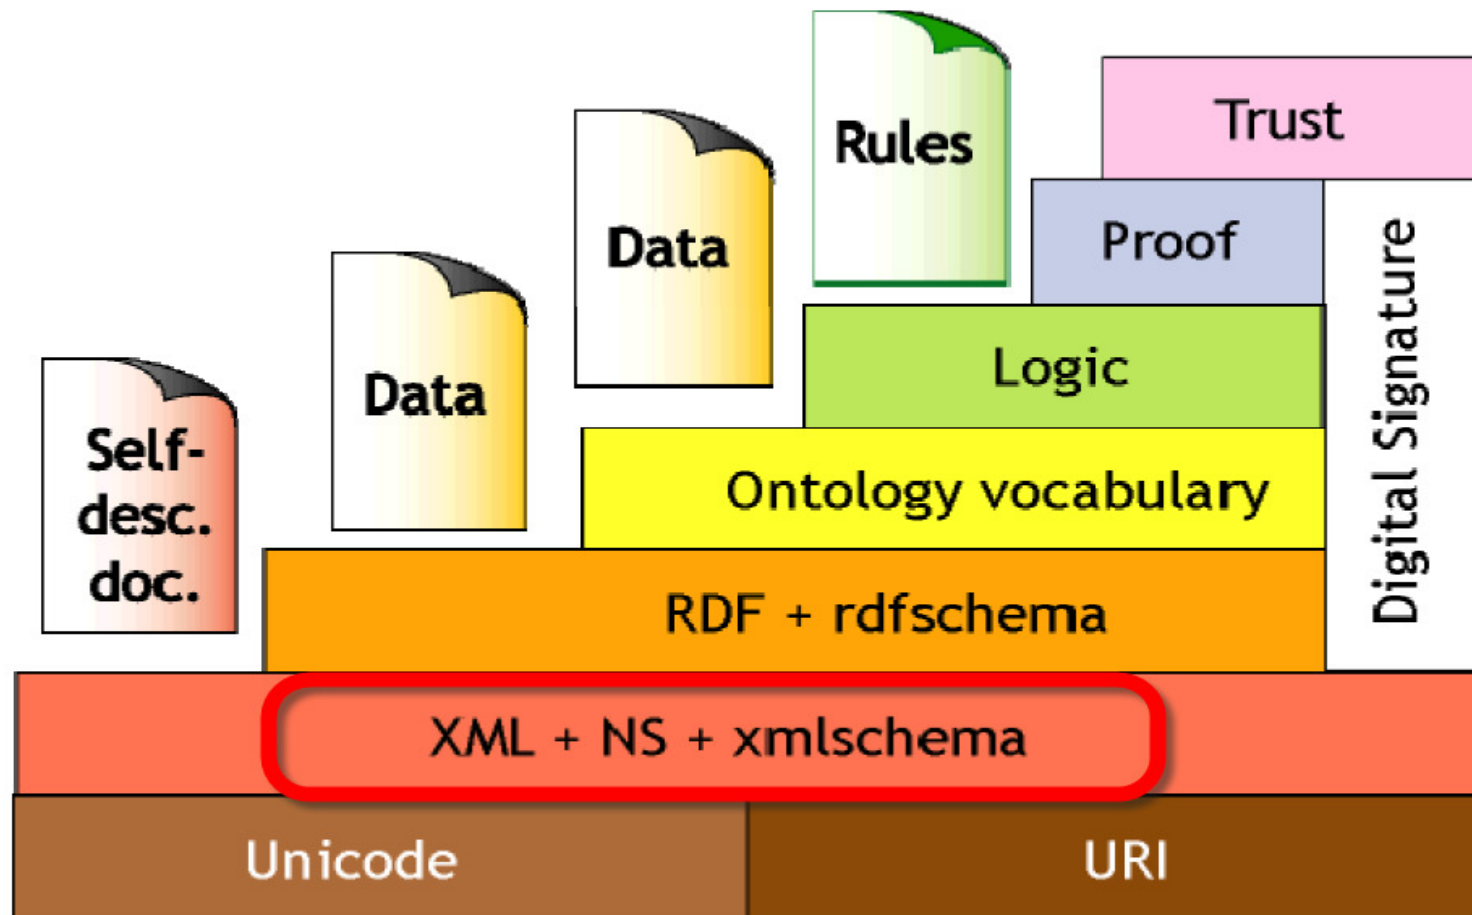 Rules
Trust
Data
Proof
Data
Logic
Self-
desc.
doc.
Ontology vocabulary
Digital Signature
RDF + rdfschema
XML + NS + xmlschema
Unicode
URI